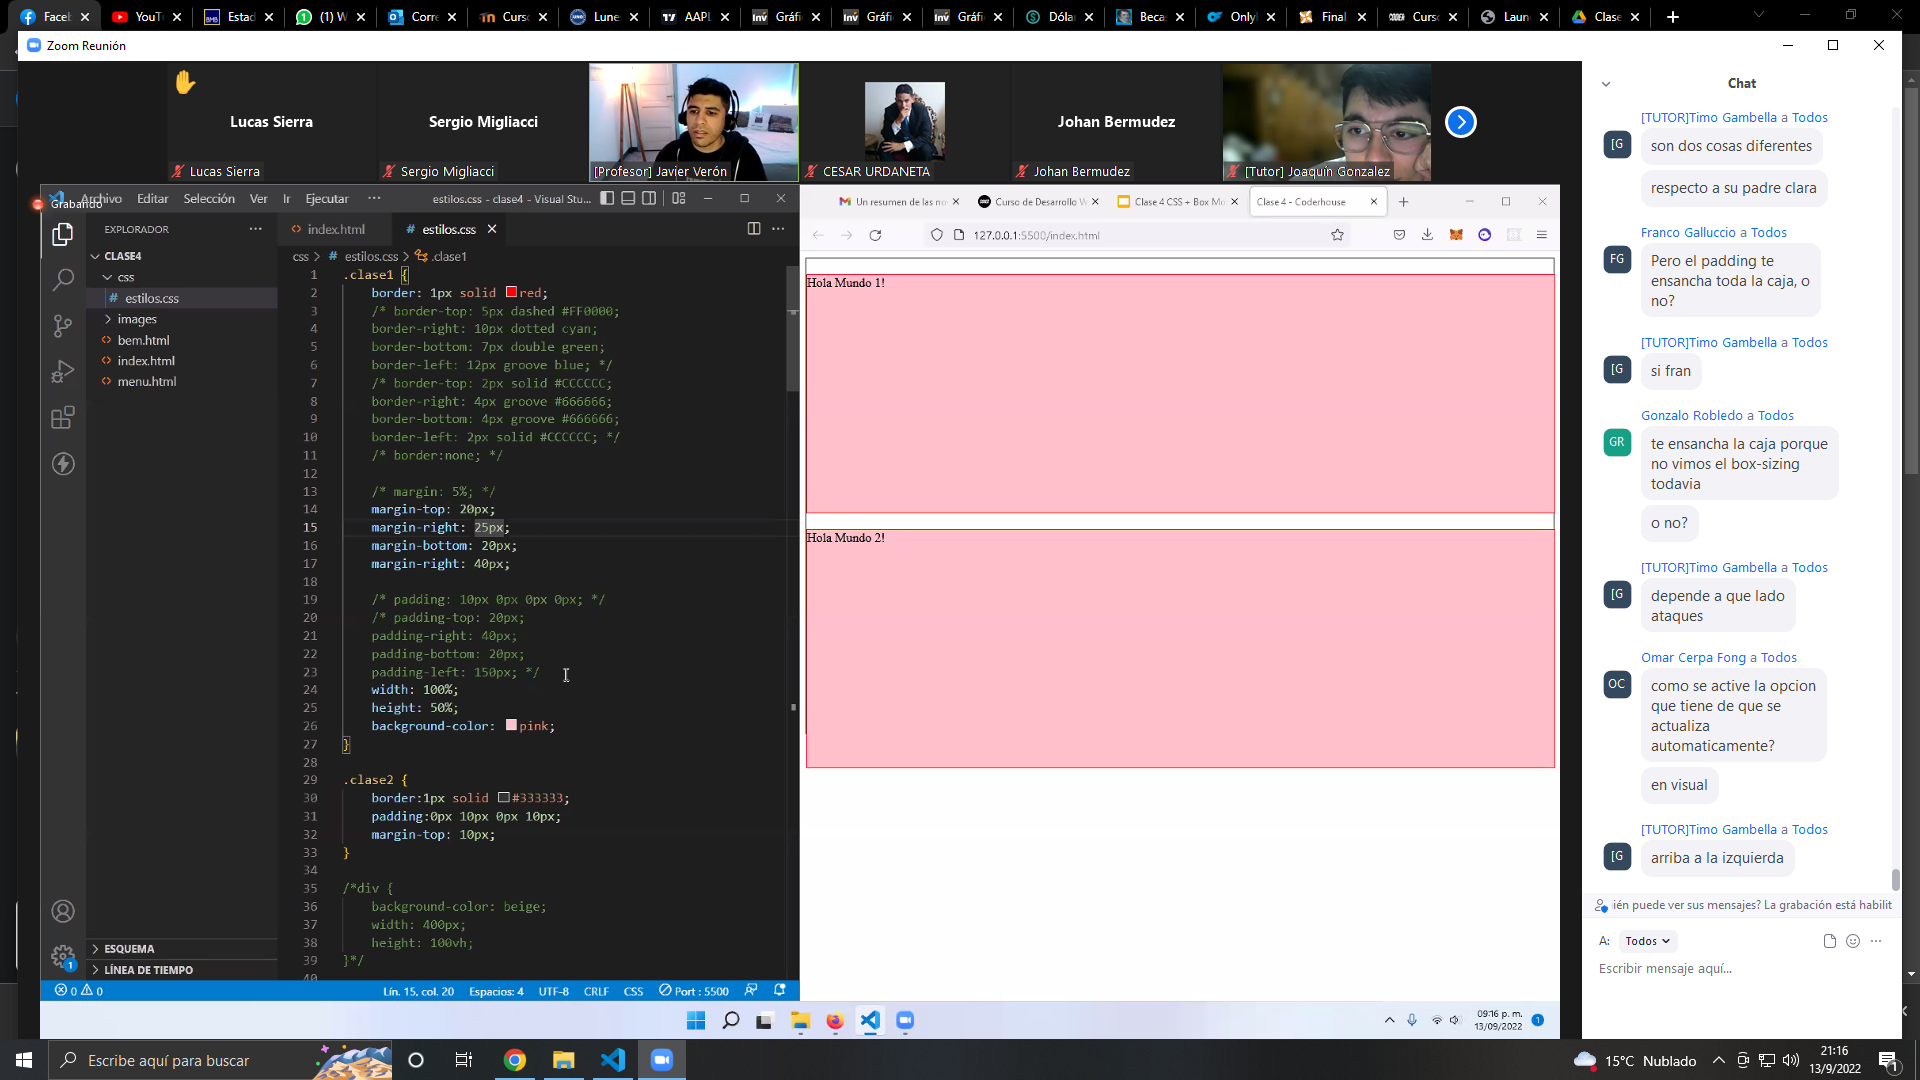 Faceb
YouT
Estad
(1) W
Corre
Curso
Lune
AAPL
Gráfi
Gráfi
Gráfi
Dólar
Beca
Onlyl
Final
Curso
Laun
Clase
Zoom Reunión
Lucas Sierra
Sergio Migliacci
Johan Bermudez
Lucas Sierra
Sergio Migliacci
[Profesor] Javier Verón
CESAR URDANETA
Johan Bermudez
[Tutor] Joaquín Gonzalez
Grabando
Archivo Editar Selección Ver Ir Ejecutar ···
estilos.css - clase4 - Visual Stu...
EXPLORADOR
CLASE4
css
# estilos.css
images
bem.html
index.html
menu.html
ESQUEMA
LÍNEA DE TIEMPO
index.html
# estilos.css
css > # estilos.css > .clase1
1 .clase1 {
2 border: 1px solid red;
3 /* border-top: 5px dashed #FF0000;
4 border-right: 10px dotted cyan;
5 border-bottom: 7px double green;
6 border-left: 12px groove blue; */
7 /* border-top: 2px solid #CCCCCC;
8 border-right: 4px groove #666666;
9 border-bottom: 4px groove #666666;
10 border-left: 2px solid #CCCCCC; */
11 /* border:none; */
12
13 /* margin: 5%; */
14 margin-top: 20px;
15 margin-right: 25px;
16 margin-bottom: 20px;
17 margin-right: 40px;
18
19 /* padding: 10px 0px 0px 0px; */
20 /* padding-top: 20px;
21 padding-right: 40px;
22 padding-bottom: 20px;
23 padding-left: 150px; */
24 width: 100%;
25 height: 50%;
26 background-color: pink;
27 }
28
29 .clase2 {
30 border:1px solid #333333;
31 padding:0px 10px 0px 10px;
32 margin-top: 10px;
33 }
34
35 /*div {
36 background-color: beige;
37 width: 400px;
38 height: 100vh;
39 }*/
40
0 0
Lín. 15, col. 20 Espacios: 4 UTF-8 CRLF CSS Port : 5500
Un resumen de las no
Curso de Desarrollo W
Clase 4 CSS + Box Mo
Clase 4 - Coderhouse
127.0.0.1:5500/index.html
Hola Mundo 1!
Hola Mundo 2!
09:16 p. m.
13/09/2022
1
Chat
[TUTOR]Timo Gambella a Todos
[G
son dos cosas diferentes
respecto a su padre clara
Franco Galluccio a Todos
FG
Pero el padding te
ensancha toda la caja, o
no?
[TUTOR]Timo Gambella a Todos
[G
si fran
Gonzalo Robledo a Todos
GR
te ensancha la caja porque
no vimos el box-sizing
todavia
o no?
[TUTOR]Timo Gambella a Todos
[G
depende a que lado
ataques
Omar Cerpa Fong a Todos
OC
como se active la opcion
que tiene de que se
actualiza
automaticamente?
en visual
[TUTOR]Timo Gambella a Todos
[G
arriba a la izquierda
ién puede ver sus mensajes? La grabación está habilit
A: Todos
Escribir mensaje aquí...
Escribe aquí para buscar
15°C Nublado
21:16
13/9/2022
1